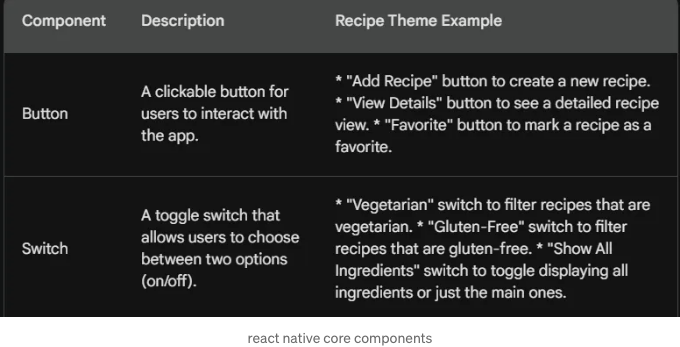 Component Description Recipe Theme Example
Button
A clickable button for
users to interact with
the app.
* "Add Recipe" button to create a new recipe.
* "View Details" button to see a detailed recipe
view. * "Favorite" button to mark a recipe as a
favorite.
Switch
A toggle switch that
allows users to choose
between two options
(on/off).
* "Vegetarian" switch to filter recipes that are
vegetarian. * "Gluten-Free" switch to filter
recipes that are gluten-free. * "Show All
Ingredients" switch to toggle displaying all
ingredients or just the main ones.
react native core components